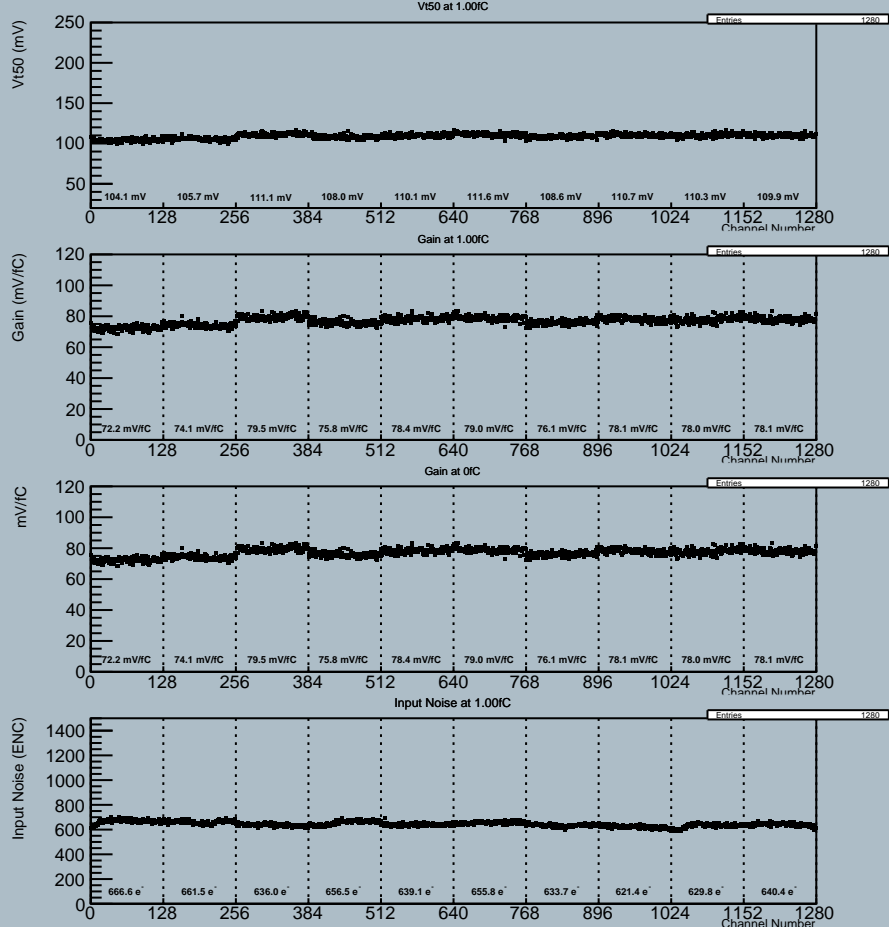 Vt50 at 1.00fC
Entries 1280
Vt50 (mV)
250
200
150
100
50
104.1 mV 105.7 mV 111.1 mV 108.0 mV 110.1 mV 111.6 mV 108.6 mV 110.7 mV 110.3 mV 109.9 mV
0 128 256 384 512 640 768 896 1024 1152 1280
Channel Number
Gain at 1.00fC
Entries 1280
Gain (mV/fC)
120
100
80
60
40
20
0
72.2 mV/fC 74.1 mV/fC 79.5 mV/fC 75.8 mV/fC 78.4 mV/fC 79.0 mV/fC 76.1 mV/fC 78.1 mV/fC 78.0 mV/fC 78.1 mV/fC
0 128 256 384 512 640 768 896 1024 1152 1280
Channel Number
Gain at 0fC
Entries 1280
mV/fC
120
100
80
60
40
20
0
72.2 mV/fC 74.1 mV/fC 79.5 mV/fC 75.8 mV/fC 78.4 mV/fC 79.0 mV/fC 76.1 mV/fC 78.1 mV/fC 78.0 mV/fC 78.1 mV/fC
0 128 256 384 512 640 768 896 1024 1152 1280
Channel Number
Input Noise at 1.00fC
Entries 1280
Input Noise (ENC)
1400
1200
1000
800
600
400
200
0
666.6 e⁻ 661.5 e⁻ 636.0 e⁻ 656.5 e⁻ 639.1 e⁻ 655.8 e⁻ 633.7 e⁻ 621.4 e⁻ 629.8 e⁻ 640.4 e⁻
0 128 256 384 512 640 768 896 1024 1152 1280
Channel Number